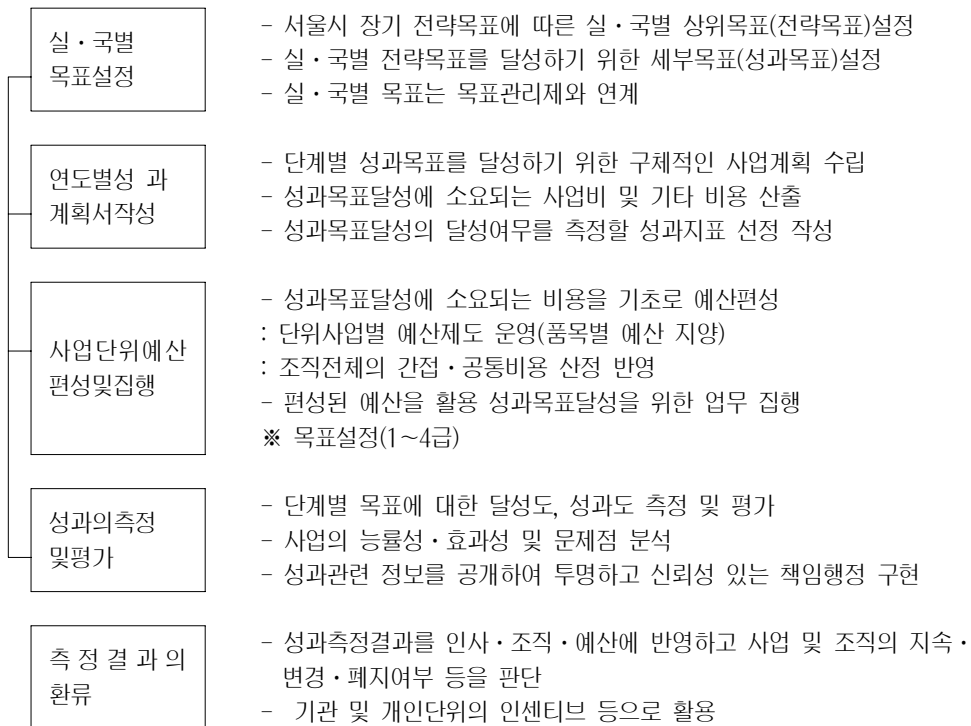 실・국별
목표설정
- 서울시 장기 전략목표에 따른 실・국별 상위목표(전략목표)설정
- 실・국별 전략목표를 달성하기 위한 세부목표(성과목표)설정
- 실・국별 목표는 목표관리제와 연계
연도별성 과
계획서작성
- 단계별 성과목표를 달성하기 위한 구체적인 사업계획 수립
- 성과목표달성에 소요되는 사업비 및 기타 비용 산출
- 성과목표달성의 달성여무를 측정할 성과지표 선정 작성
사업단위예산
편성및집행
- 성과목표달성에 소요되는 비용을 기초로 예산편성
: 단위사업별 예산제도 운영(품목별 예산 지양)
: 조직전체의 간접・공통비용 산정 반영
- 편성된 예산을 활용 성과목표달성을 위한 업무 집행
※ 목표설정(1～4급)
성과의측정
및평가
- 단계별 목표에 대한 달성도, 성과도 측정 및 평가
- 사업의 능률성・효과성 및 문제점 분석
- 성과관련 정보를 공개하여 투명하고 신뢰성 있는 책임행정 구현
측 정 결 과 의
환류
- 성과측정결과를 인사・조직・예산에 반영하고 사업 및 조직의 지속・
변경・폐지여부 등을 판단
- 기관 및 개인단위의 인센티브 등으로 활용